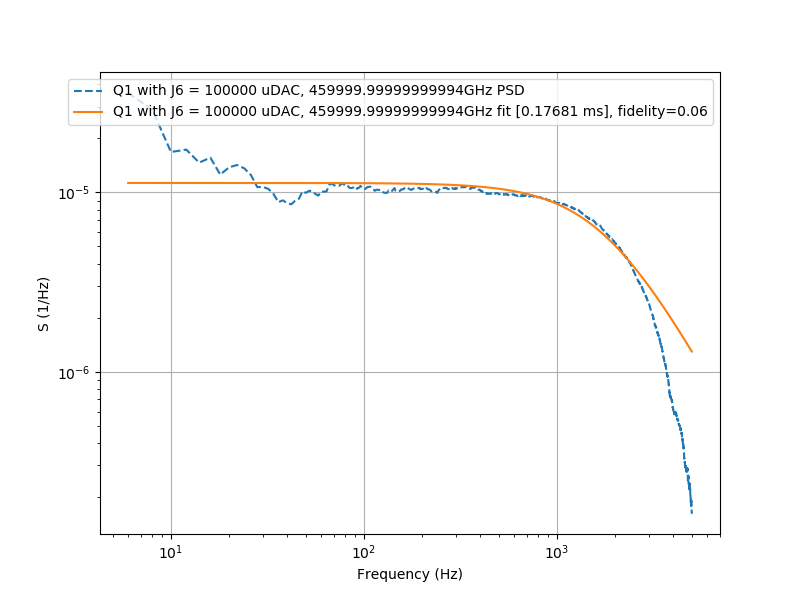 Q1 with J6 = 100000 uDAC, 459999.99999999994GHz PSD
Q1 with J6 = 100000 uDAC, 459999.99999999994GHz fit [0.17681 ms], fidelity=0.06
10⁻⁵
10⁻⁶
S (1/Hz)
10¹ 10² 10³
Frequency (Hz)